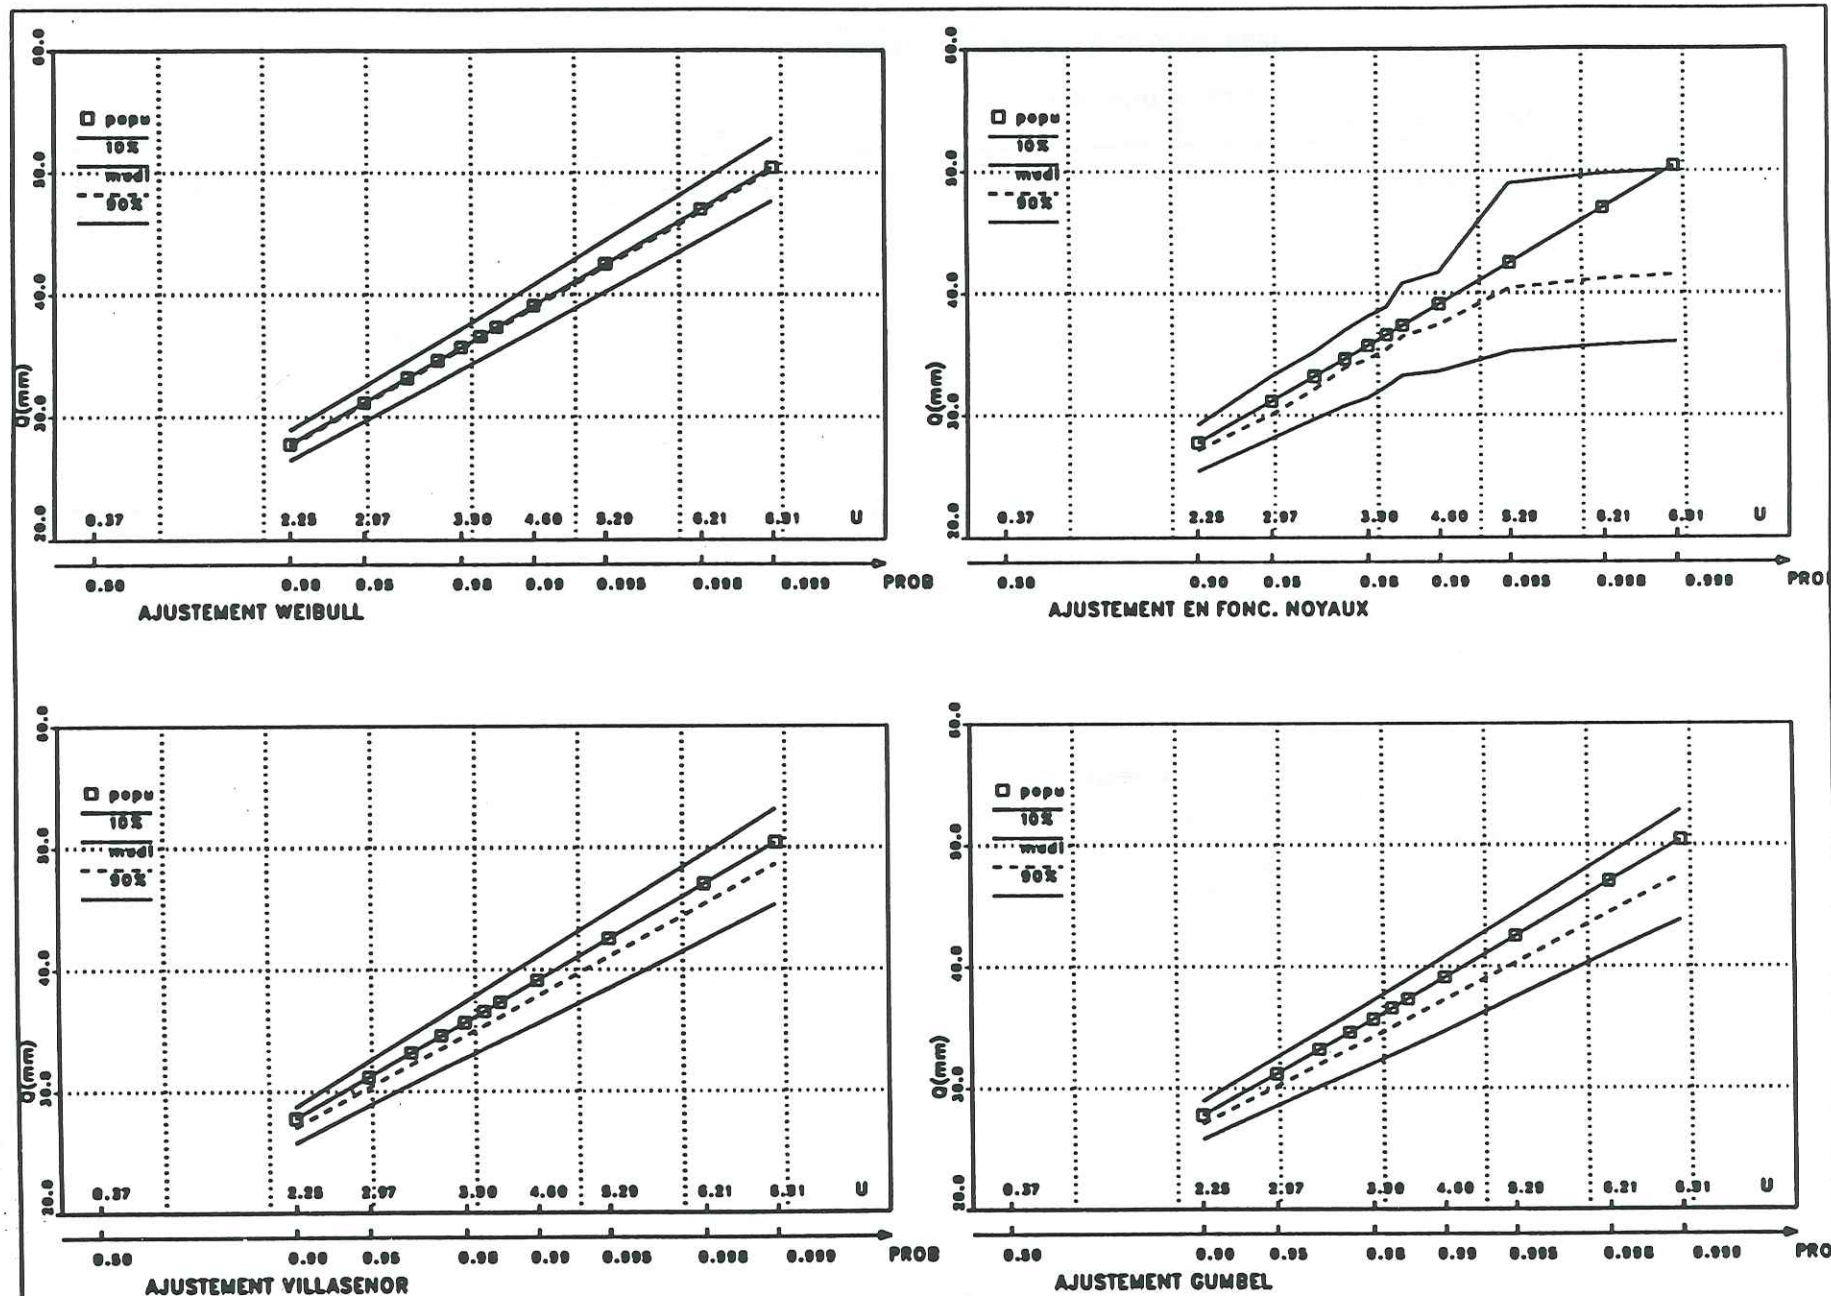 60.0
popu
10%
50.0
medi
90%
40.0
Q(mm)
30.0
20.0
0.37 2.25 2.97 3.90 4.60 5.29 6.21 6.91 U
0.50 0.90 0.95 0.98 0.99 0.995 0.998 0.999 PROB
AJUSTEMENT WEIBULL
60.0
popu
10%
50.0
medi
90%
40.0
Q(mm)
30.0
20.0
0.37 2.25 2.97 3.90 4.60 5.29 6.21 6.91 U
0.50 0.90 0.95 0.98 0.99 0.995 0.998 0.999 PROB
AJUSTEMENT EN FONC. NOYAUX
60.0
popu
10%
50.0
medi
90%
40.0
Q(mm)
30.0
20.0
0.37 2.25 2.97 3.90 4.60 5.29 6.21 6.91 U
0.50 0.90 0.95 0.98 0.99 0.995 0.998 0.999 PROB
AJUSTEMENT VILLASENOR
60.0
popu
10%
50.0
medi
90%
40.0
Q(mm)
30.0
20.0
0.37 2.25 2.97 3.90 4.60 5.29 6.21 6.91 U
0.50 0.90 0.95 0.98 0.99 0.995 0.998 0.999 PRO
AJUSTEMENT GUMBEL